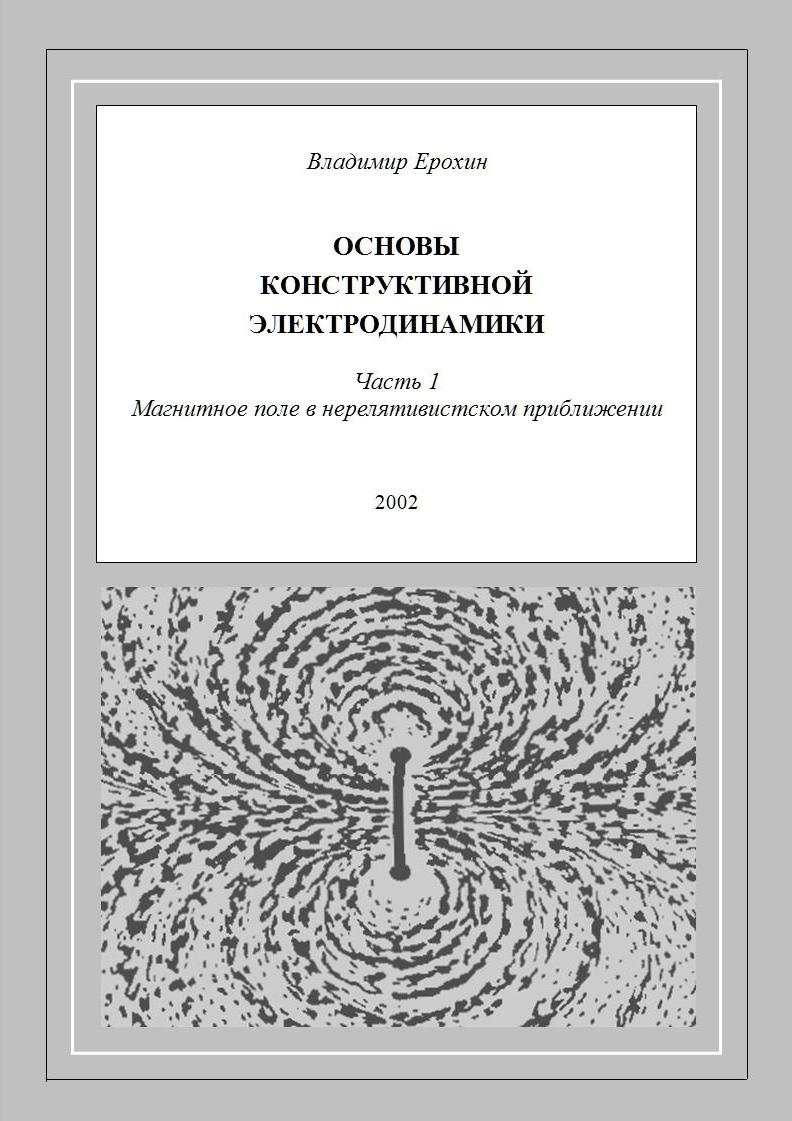 Владимир Ерохин
ОСНОВЫ
КОНСТРУКТИВНОЙ
ЭЛЕКТРОДИНАМИКИ
Часть 1
Магнитное поле в нерелятивистском приближении
2002